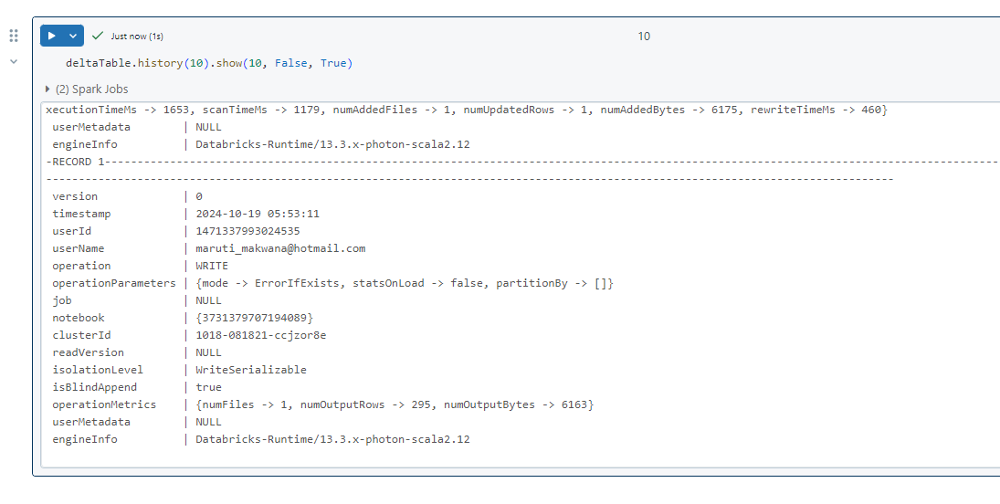 Just now (1s)
10
deltaTable.history(10).show(10, False, True)
(2) Spark Jobs
xecutionTimeMs -> 1653, scanTimeMs -> 1179, numAddedFiles -> 1, numUpdatedRows -> 1, numAddedBytes -> 6175, rewriteTimeMs -> 460}
userMetadata | NULL
engineInfo | Databricks-Runtime/13.3.x-photon-scala2.12
-RECORD 1-----------------------------------------------------------------------------------------------------------------------------------------
-----------------------------------------------------------------------------------------------------------------------------------
version | 0
timestamp | 2024-10-19 05:53:11
userId | 1471337993024535
userName | maruti_makwana@hotmail.com
operation | WRITE
operationParameters | {mode -> ErrorIfExists, statsOnLoad -> false, partitionBy -> []}
job | NULL
notebook | {3731379707194089}
clusterId | 1018-081821-ccjzor8e
readVersion | NULL
isolationLevel | WriteSerializable
isBlindAppend | true
operationMetrics | {numFiles -> 1, numOutputRows -> 295, numOutputBytes -> 6163}
userMetadata | NULL
engineInfo | Databricks-Runtime/13.3.x-photon-scala2.12